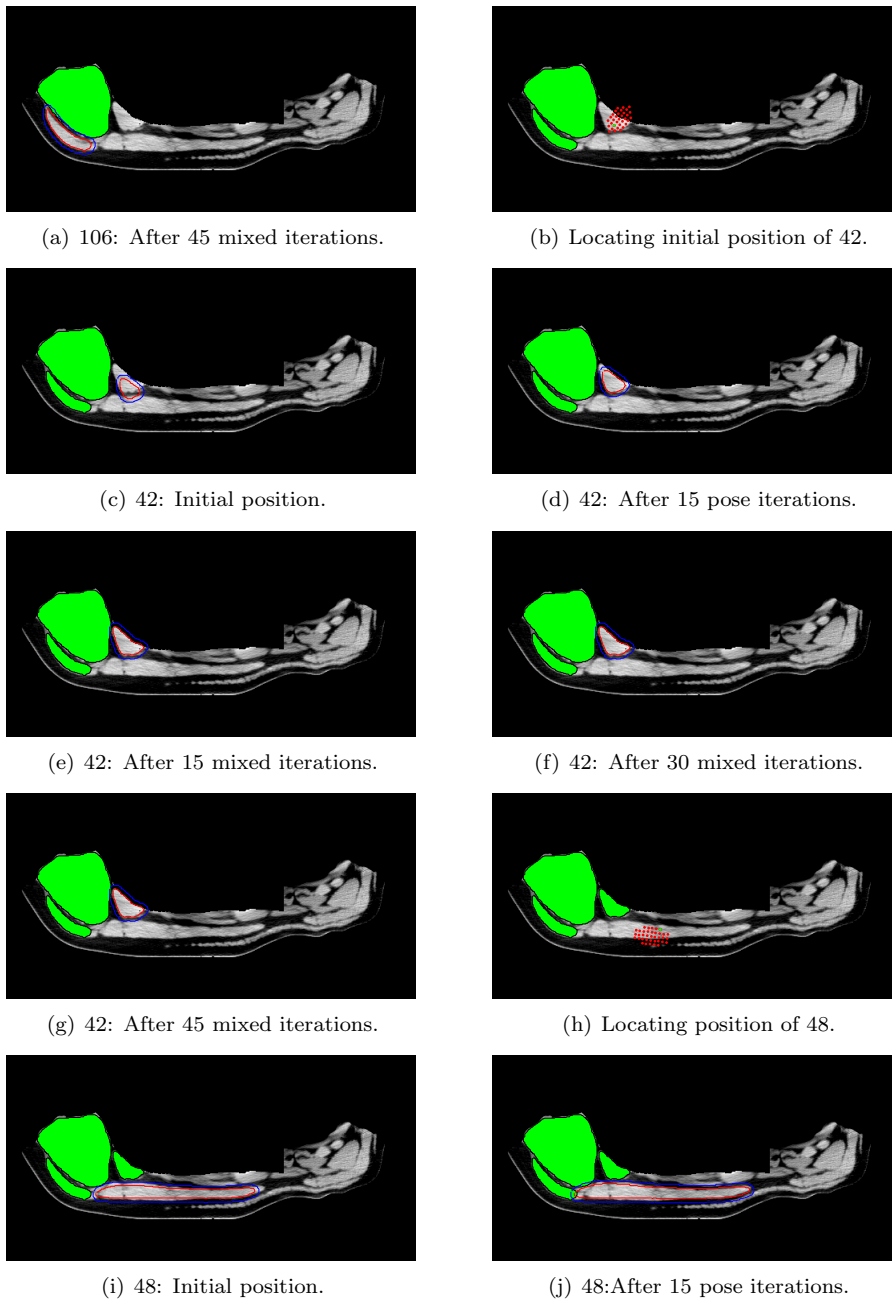 (a) 106: After 45 mixed iterations.
(b) Locating initial position of 42.
(c) 42: Initial position.
(d) 42: After 15 pose iterations.
(e) 42: After 15 mixed iterations.
(f) 42: After 30 mixed iterations.
(g) 42: After 45 mixed iterations.
(h) Locating position of 48.
(i) 48: Initial position.
(j) 48:After 15 pose iterations.